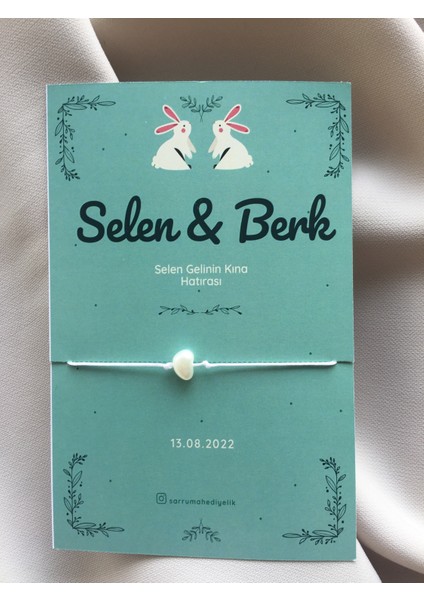 Selen & Berk
Selen Gelinin Kına
Hatırası
13.08.2022
sarrumahediyelik